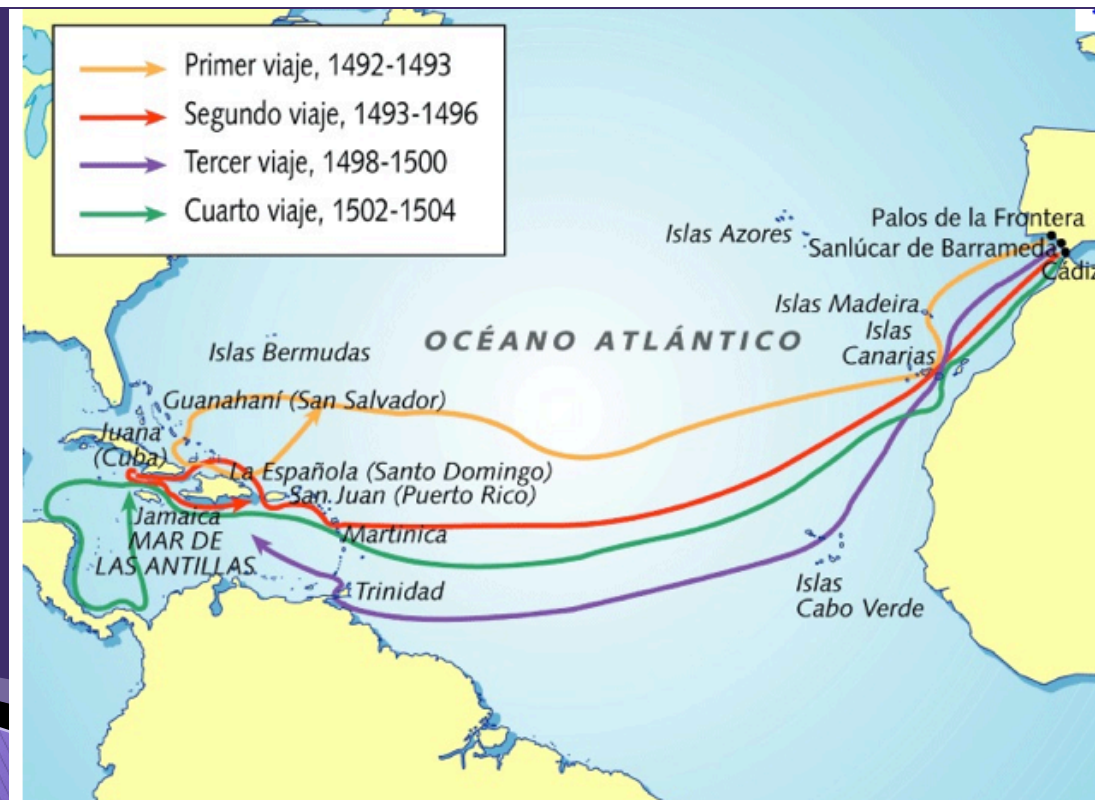 Primer viaje, 1492-1493
Segundo viaje, 1493-1496
Tercer viaje, 1498-1500
Cuarto viaje, 1502-1504
Palos de la Frontera
Islas Azores
Sanlúcar de Barrameda
Cádiz
Islas Madeira
Islas
Canarias
OCÉANO ATLÁNTICO
Islas Bermudas
Guanahaní (San Salvador)
Juana
(Cuba)
La Española (Santo Domingo)
San Juan (Puerto Rico)
Jamaica
MAR DE
LAS ANTILLAS
Martinica
Trinidad
Islas
Cabo Verde